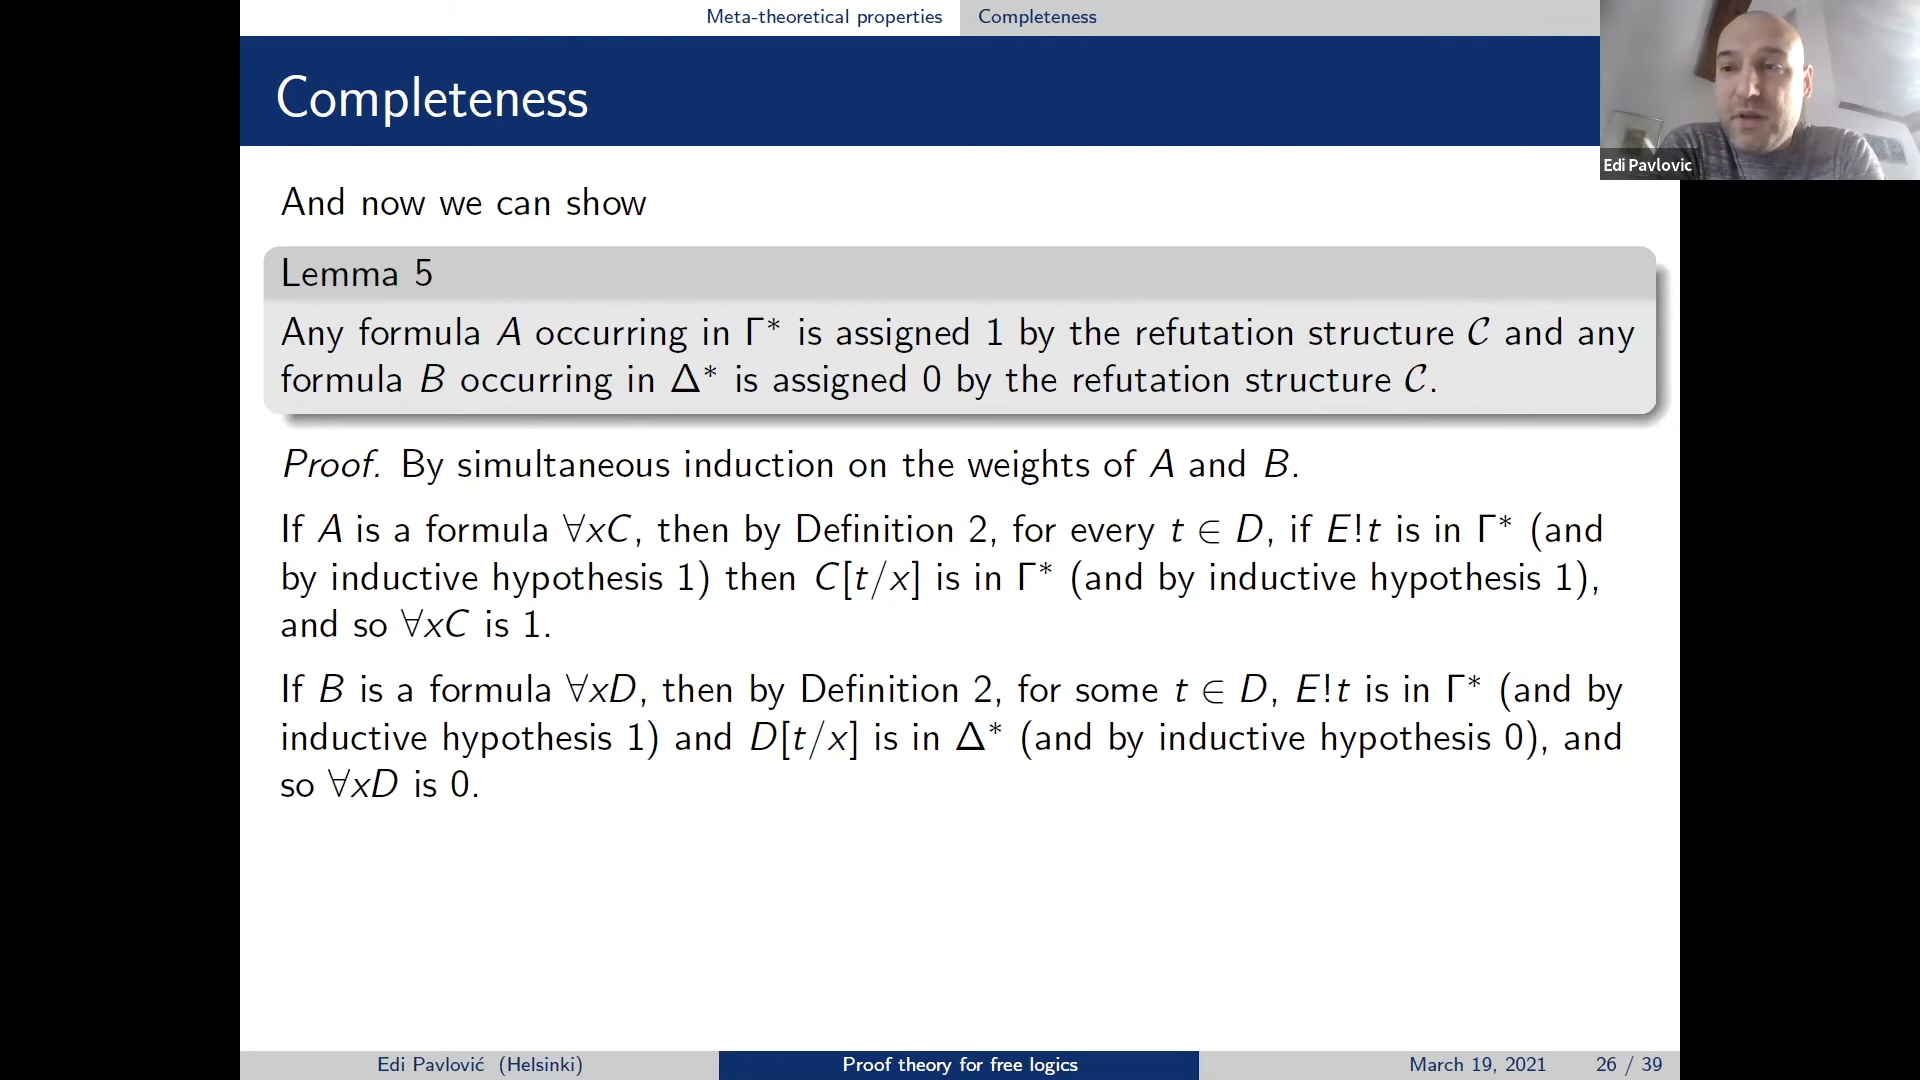 Meta-theoretical properties Completeness
Completeness
Edi Pavlovic
And now we can show
Lemma 5
Any formula A occurring in Γ* is assigned 1 by the refutation structure 𝒞 and any
formula B occurring in Δ* is assigned 0 by the refutation structure 𝒞.
Proof. By simultaneous induction on the weights of A and B.
If A is a formula ∀xC, then by Definition 2, for every t ∈ D, if E!t is in Γ* (and
by inductive hypothesis 1) then C[t/x] is in Γ* (and by inductive hypothesis 1),
and so ∀xC is 1.
If B is a formula ∀xD, then by Definition 2, for some t ∈ D, E!t is in Γ* (and by
inductive hypothesis 1) and D[t/x] is in Δ* (and by inductive hypothesis 0), and
so ∀xD is 0.
Edi Pavlović (Helsinki) Proof theory for free logics March 19, 2021 26 / 39